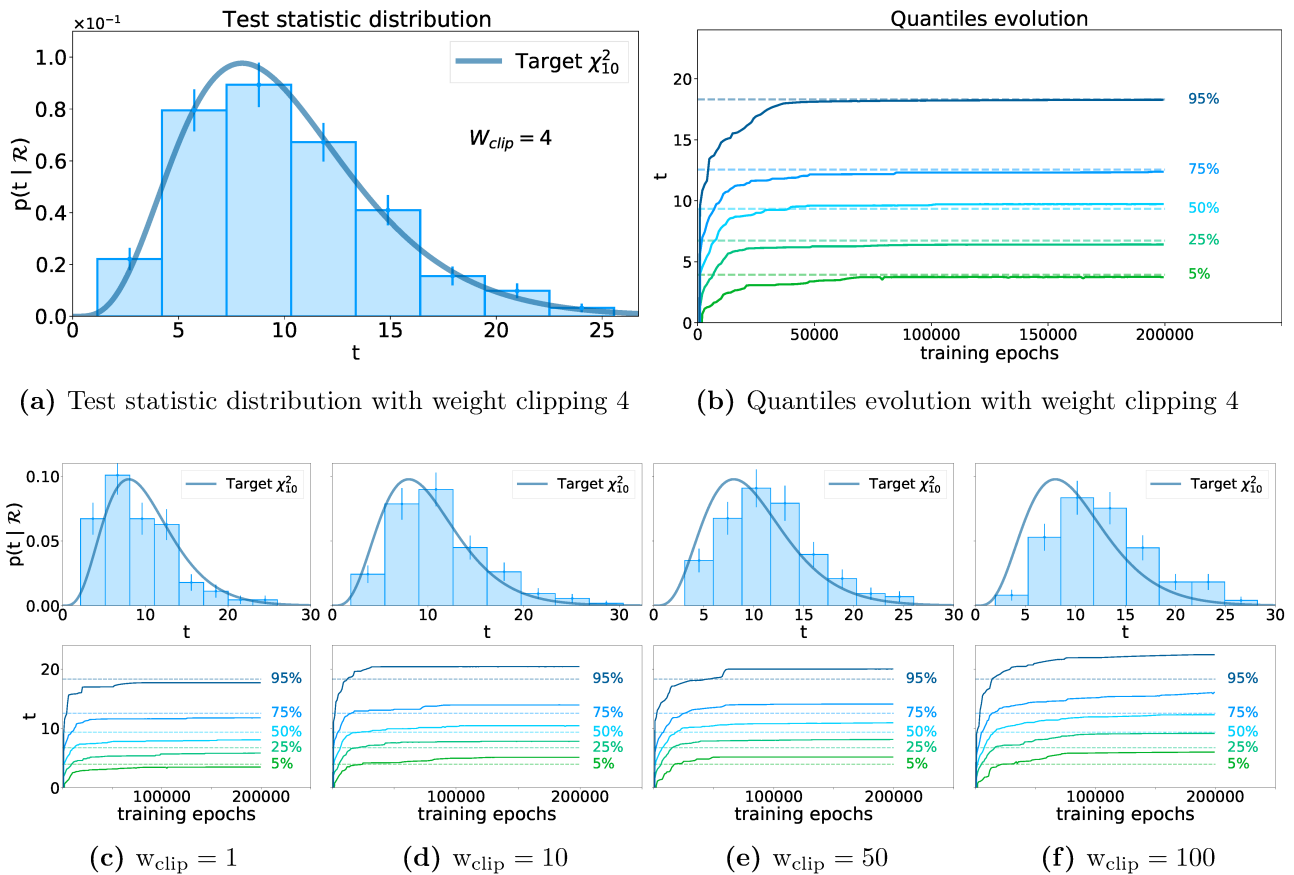 Test statistic distribution
×10⁻¹
1.0
0.8
0.6
0.4
0.2
0.0
p(t | R)
Target χ²₁₀
W_clip = 4
0 5 10 15 20 25
t
Quantiles evolution
20
15
10
5
0
t
95%
75%
50%
25%
5%
0 50000 100000 150000 200000
training epochs
(a) Test statistic distribution with weight clipping 4
(b) Quantiles evolution with weight clipping 4
0.10
0.05
0.00
p(t | R)
Target χ²₁₀
0 10 20 30
t
Target χ²₁₀
0 10 20 30
t
Target χ²₁₀
0 5 10 15 20 25 30
t
Target χ²₁₀
0 5 10 15 20 25 30
t
20
10
0
t
95%
75%
50%
25%
5%
100000 200000
training epochs
95%
75%
50%
25%
5%
100000 200000
training epochs
95%
75%
50%
25%
5%
100000 200000
training epochs
95%
75%
50%
25%
5%
100000 200000
training epochs
(c) w_clip = 1
(d) w_clip = 10
(e) w_clip = 50
(f) w_clip = 100